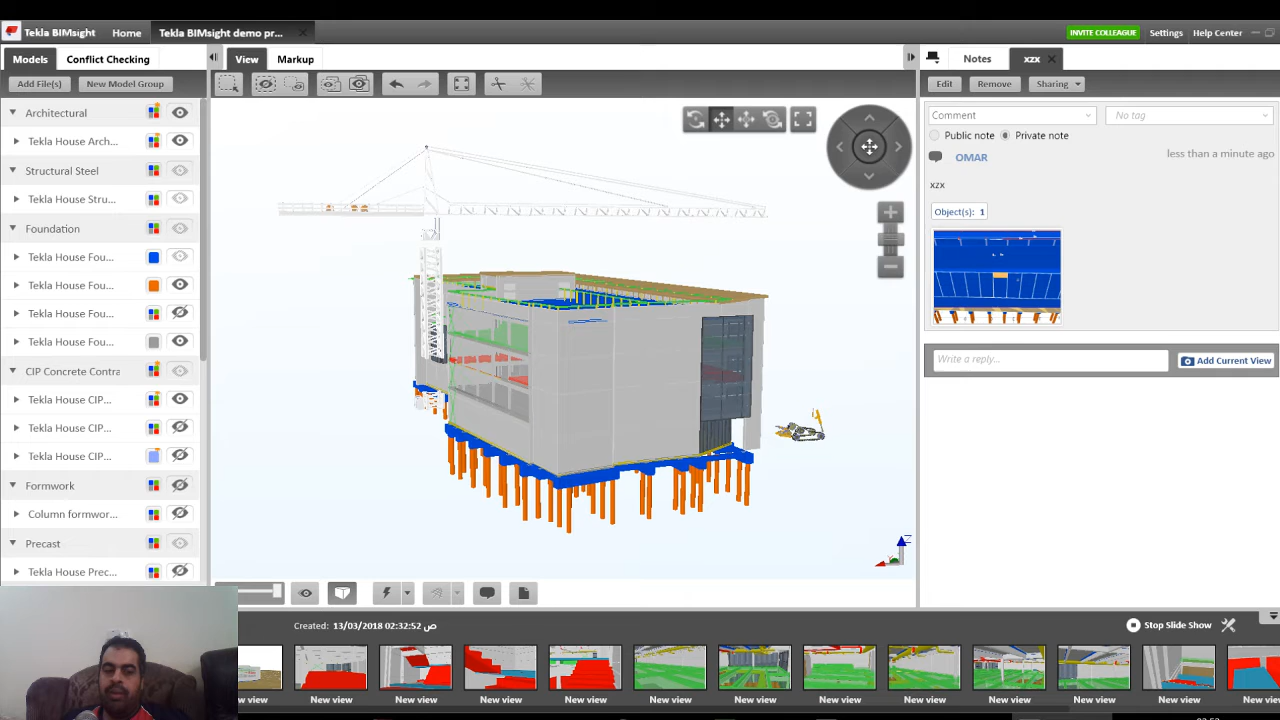 Tekla BIMsight
Home
Tekla BIMsight demo pr...
INVITE COLLEAGUE
Settings
Help Center
Models
Conflict Checking
View
Markup
Notes
xzx
Add File(s)
New Model Group
Edit
Remove
Sharing
Architectural
Tekla House Arch...
Structural Steel
Tekla House Stru...
Foundation
Tekla House Fou...
Tekla House Fou...
Tekla House Fou...
Tekla House Fou...
CIP Concrete Contra
Tekla House CIP...
Tekla House CIP...
Tekla House CIP...
Formwork
Column formwor...
Precast
Tekla House Prec...
Comment
No tag
Public note
Private note
OMAR
less than a minute ago
xzx
Object(s): 1
Write a reply...
Add Current View
Created: 13/03/2018 02:32:52 ص
Stop Slide Show
ew view
New view
New view
New view
New view
New view
New view
New view
New view
New view
New view
New view
New vi